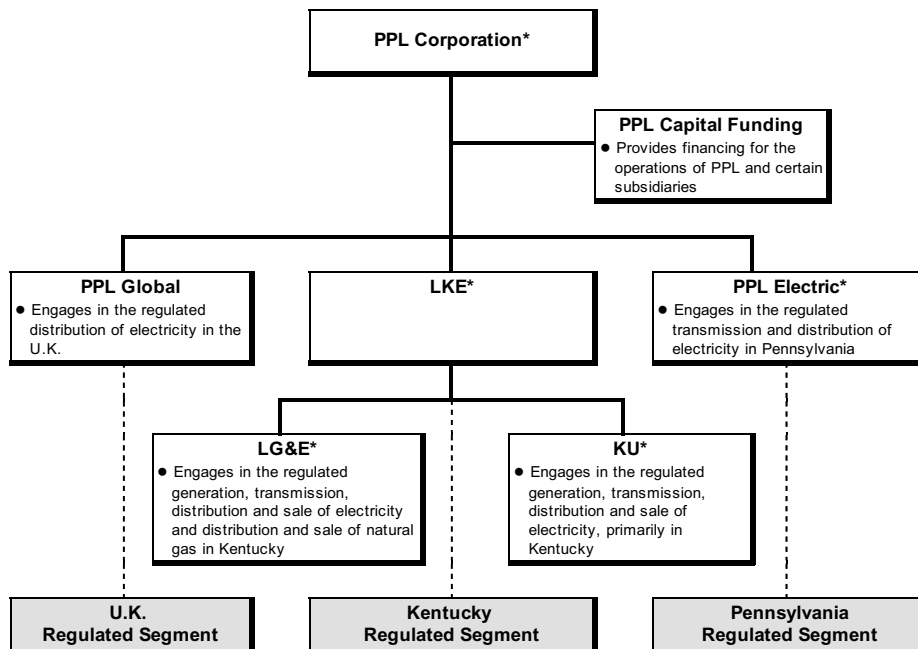 PPL Corporation*
PPL Capital Funding
● Provides financing for the
operations of PPL and certain
subsidiaries
PPL Global
● Engages in the regulated
distribution of electricity in the
U.K.
LKE*
PPL Electric*
● Engages in the regulated
transmission and distribution of
electricity in Pennsylvania
LG&E*
● Engages in the regulated
generation, transmission,
distribution and sale of electricity
and distribution and sale of natural
gas in Kentucky
KU*
● Engages in the regulated
generation, transmission,
distribution and sale of
electricity, primarily in
Kentucky
U.K.
Regulated Segment
Kentucky
Regulated Segment
Pennsylvania
Regulated Segment